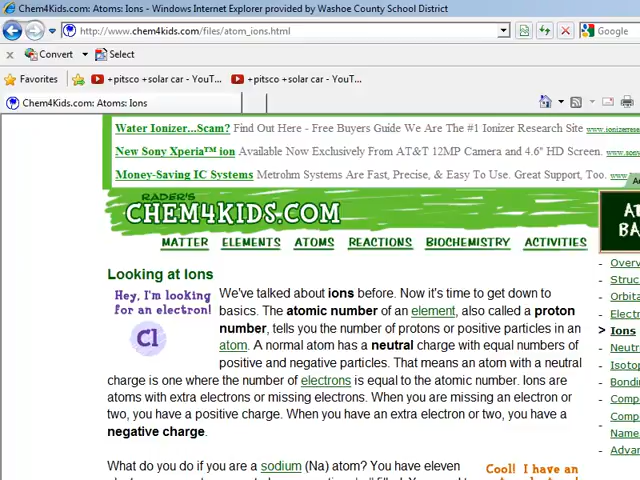 Chem4Kids.com: Atoms: Ions - Windows Internet Explorer provided by Washoe County School District
http://www.chem4kids.com/files/atom_ions.html
Google
Convert Select
Favorites +pitsco +solar car - YouT... +pitsco +solar car - YouT...
Chem4Kids.com: Atoms: Ions
Water Ionizer...Scam? Find Out Here - Free Buyers Guide We Are The #1 Ionizer Research Site
New Sony Xperia™ ion Available Now Exclusively From AT&T 12MP Camera and 4.6" HD Screen.
Money-Saving IC Systems Metrohm Systems Are Fast, Precise, & Easy To Use. Great Support, Too.
RADER'S
CHEM4KIDS.COM
MATTER ELEMENTS ATOMS REACTIONS BIOCHEMISTRY ACTIVITIES
Looking at Ions
Hey, I'm looking
for an electron!
Cl
We've talked about ions before. Now it's time to get down to
basics. The atomic number of an element, also called a proton
number, tells you the number of protons or positive particles in an
atom. A normal atom has a neutral charge with equal numbers of
positive and negative particles. That means an atom with a neutral
charge is one where the number of electrons is equal to the atomic number. Ions are
atoms with extra electrons or missing electrons. When you are missing an electron or
two, you have a positive charge. When you have an extra electron or two, you have a
negative charge.
What do you do if you are a sodium (Na) atom? You have eleven
Cool! I have an
AT
BA
- Overv
- Struc
- Orbita
- Electr
> Ions
- Neutr
- Isotop
- Bondi
- Comp
- Comp
Name
- Advar